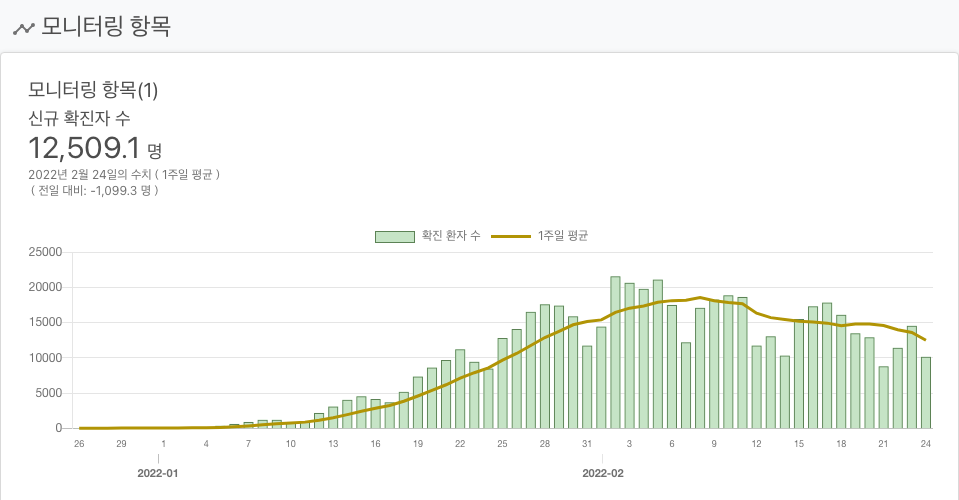 모니터링 항목
모니터링 항목(1)
신규 확진자 수
12,509.1 명
2022년 2월 24일의 수치 ( 1주일 평균 )
( 전일 대비: -1,099.3 명 )
확진 환자 수 1주일 평균
25000
20000
15000
10000
5000
0
26 29 1 4 7 10 13 16 19 22 25 28 31 3 6 9 12 15 18 21 24
2022-01 2022-02